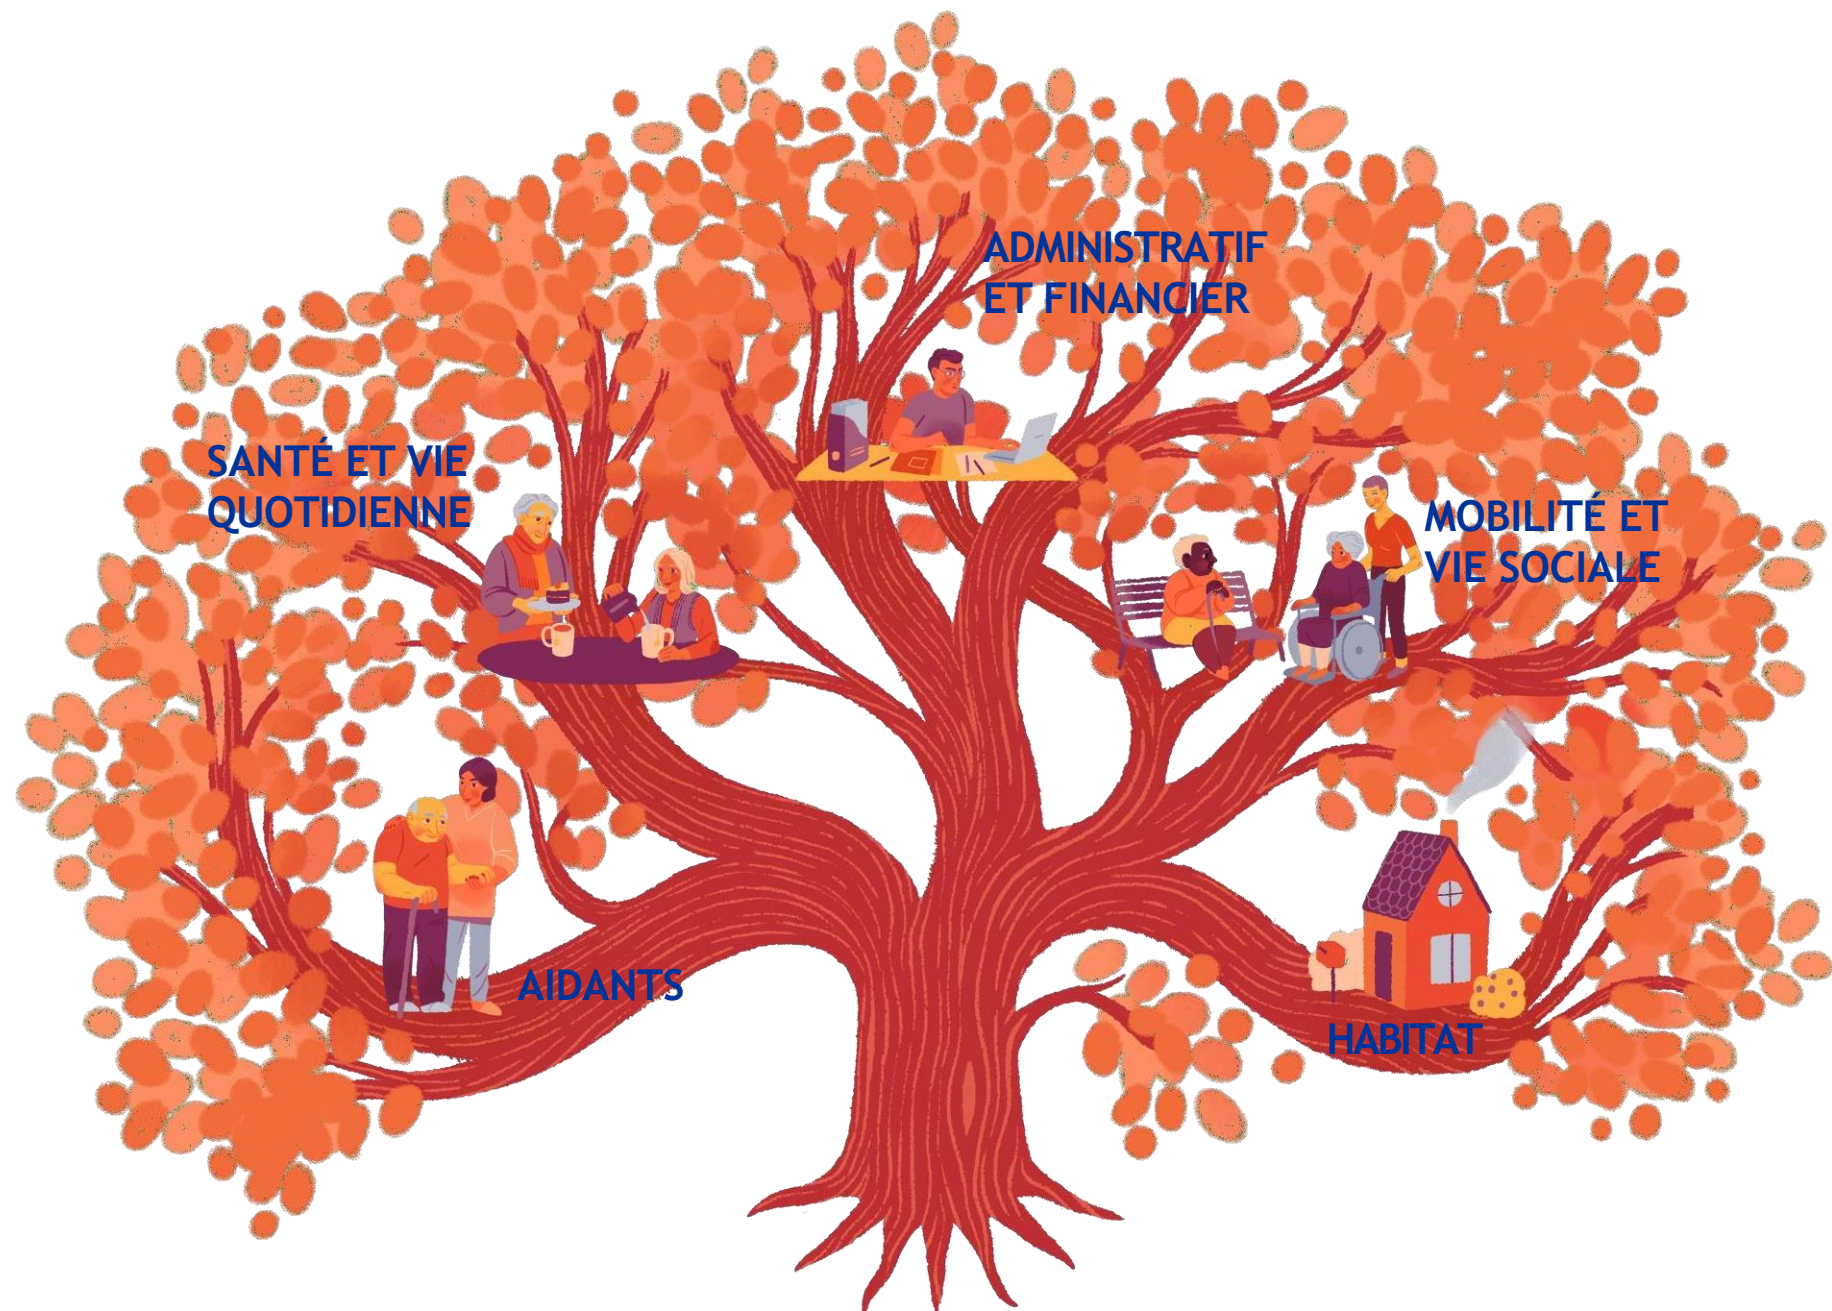 ADMINISTRATIF
ET FINANCIER
SANTÉ ET VIE
QUOTIDIENNE
MOBILITÉ ET
VIE SOCIALE
AIDANTS
HABITAT